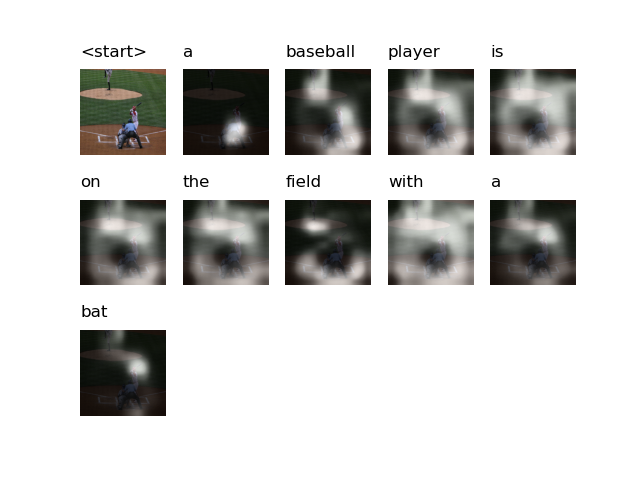 <start> a baseball player is
on the field with a
bat